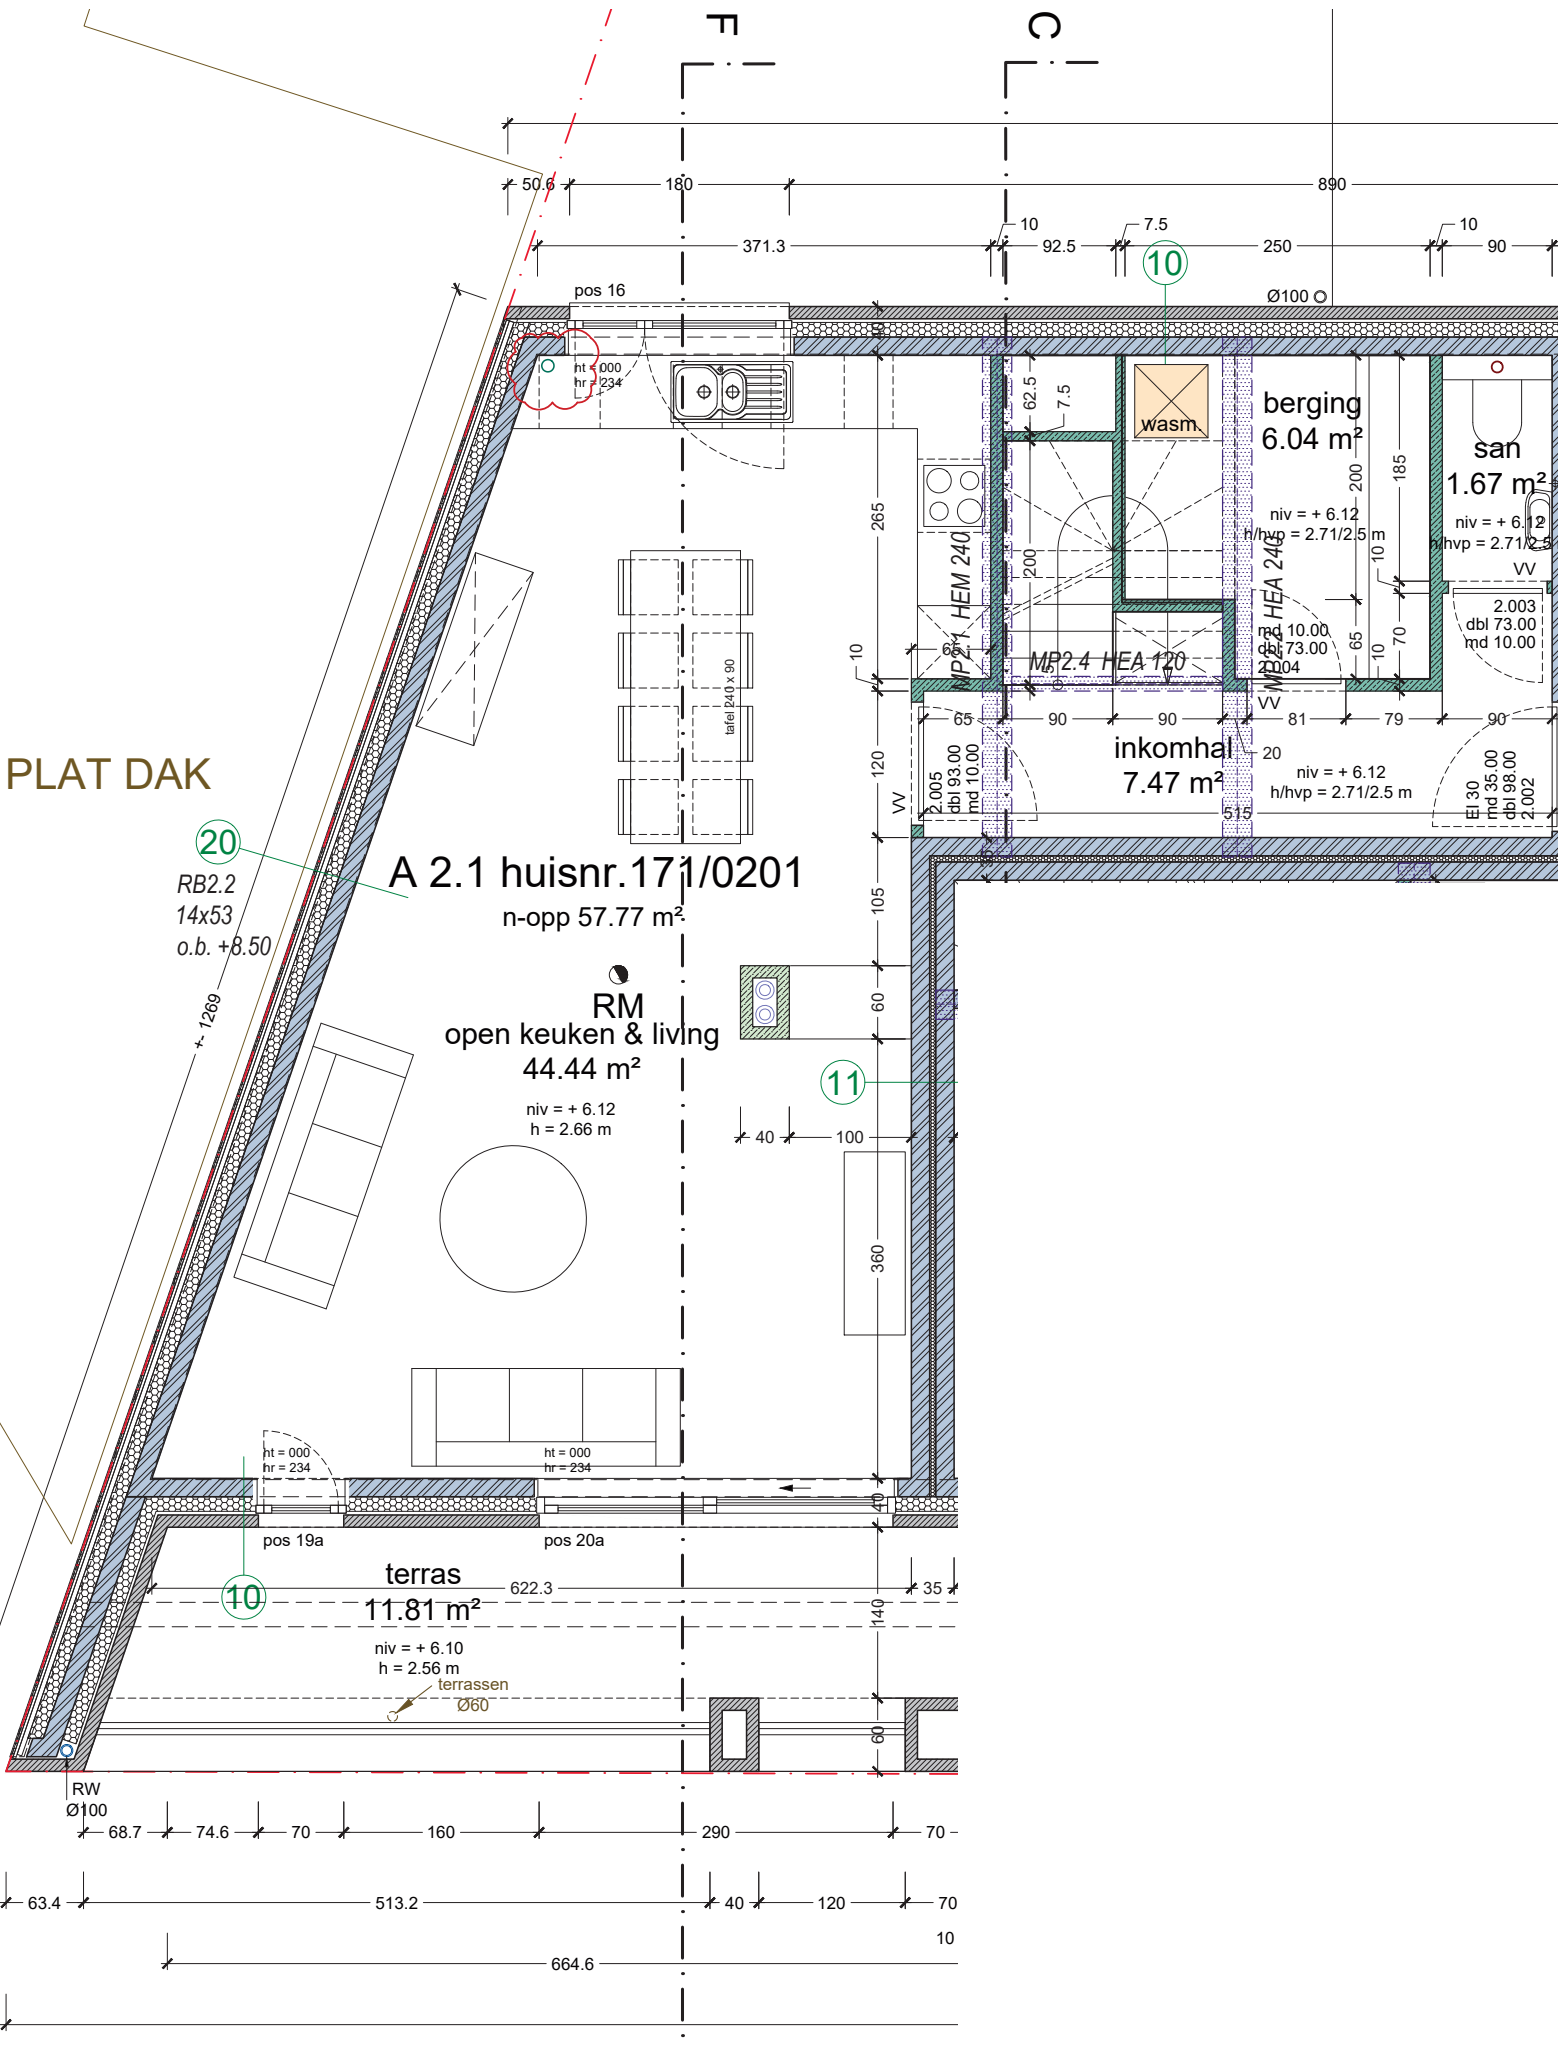 F
C
50.6
180
890
371.3
10
92.5
7.5
250
10
90
10
pos 16
Ø100
40
ht = 000
hr = 234
62.5
7.5
wasm.
berging
6.04 m²
niv = + 6.12
h/hvp = 2.71/2.5 m
200
185
san
1.67 m²
niv = + 6.12
h/hvp = 2.71/2.5
VV
265
200
MP2.1 HEM 240
MP2.2 HEA 240
10
2.003
dbl 73.00
md 10.00
md 10.00
dbl 73.00
2.004
65
70
10
10
65
MP2.4 HEA 120
5
VV
65
90
90
81
79
90
tafel 240 x 90
inkomhal
7.47 m²
20
niv = + 6.12
h/hvp = 2.71/2.5 m
515
120
VV
2.005
dbl 93.00
md 10.00
EI 30
md 35.00
dbl 98.00
2.002
PLAT DAK
20
RB2.2
14x53
o.b. +8.50
A 2.1 huisnr.171/0201
n-opp 57.77 m²
105
RM
open keuken & living
44.44 m²
niv = + 6.12
h = 2.66 m
60
+- 1269
11
40
100
360
ht = 000
hr = 234
ht = 000
hr = 234
40
pos 19a
pos 20a
10
terras
11.81 m²
niv = + 6.10
h = 2.56 m
622.3
35
140
terrassen
Ø60
60
RW
Ø100
68.7
74.6
70
160
290
70
63.4
513.2
40
120
70
10
664.6